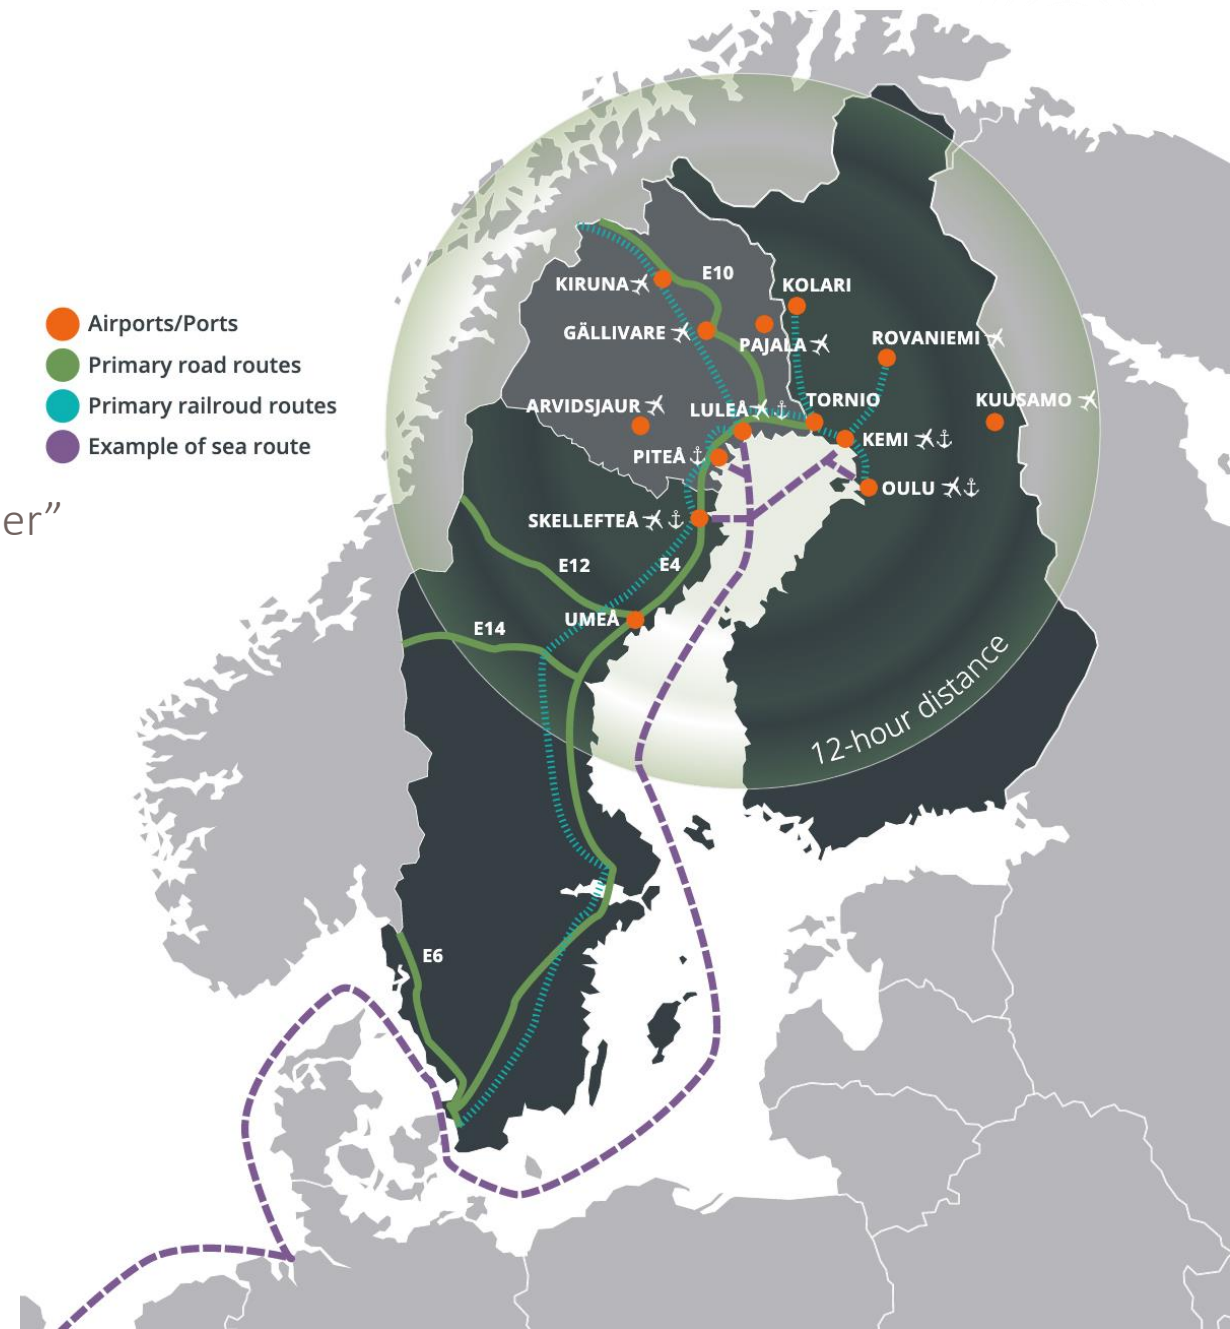 Airports/Ports
Primary road routes
Primary railroud routes
Example of sea route
er”
KIRUNA
E10
KOLARI
GÄLLIVARE
PAJALA
ROVANIEMI
ARVIDSJAUR
LULEÅ
TORNIO
KUUSAMO
PITEÅ
KEMI
OULU
SKELLEFTEÅ
E12
E4
UMEÅ
E14
12-hour distance
E6